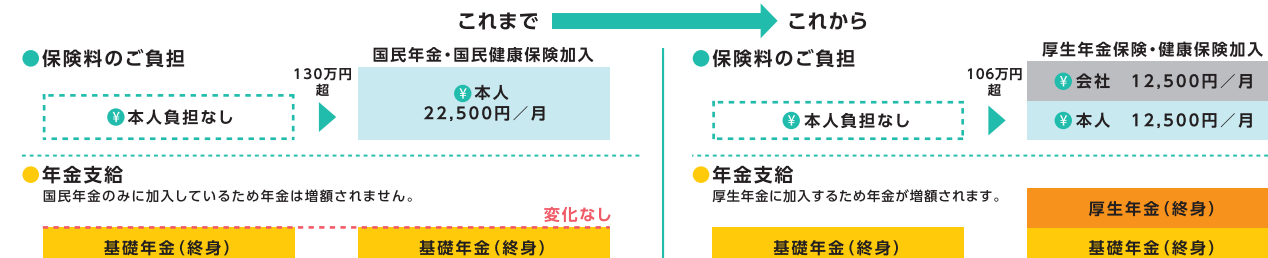 これまで
これから
保険料のご負担
130万円
超
国民年金・国民健康保険加入
¥本人負担なし
¥本人
22,500円／月
年金支給
国民年金のみに加入しているため年金は増額されません。
変化なし
基礎年金（終身）
基礎年金（終身）
保険料のご負担
106万円
超
厚生年金保険・健康保険加入
¥会社 12,500円／月
¥本人負担なし
¥本人 12,500円／月
年金支給
厚生年金に加入するため年金が増額されます。
厚生年金（終身）
基礎年金（終身）
基礎年金（終身）